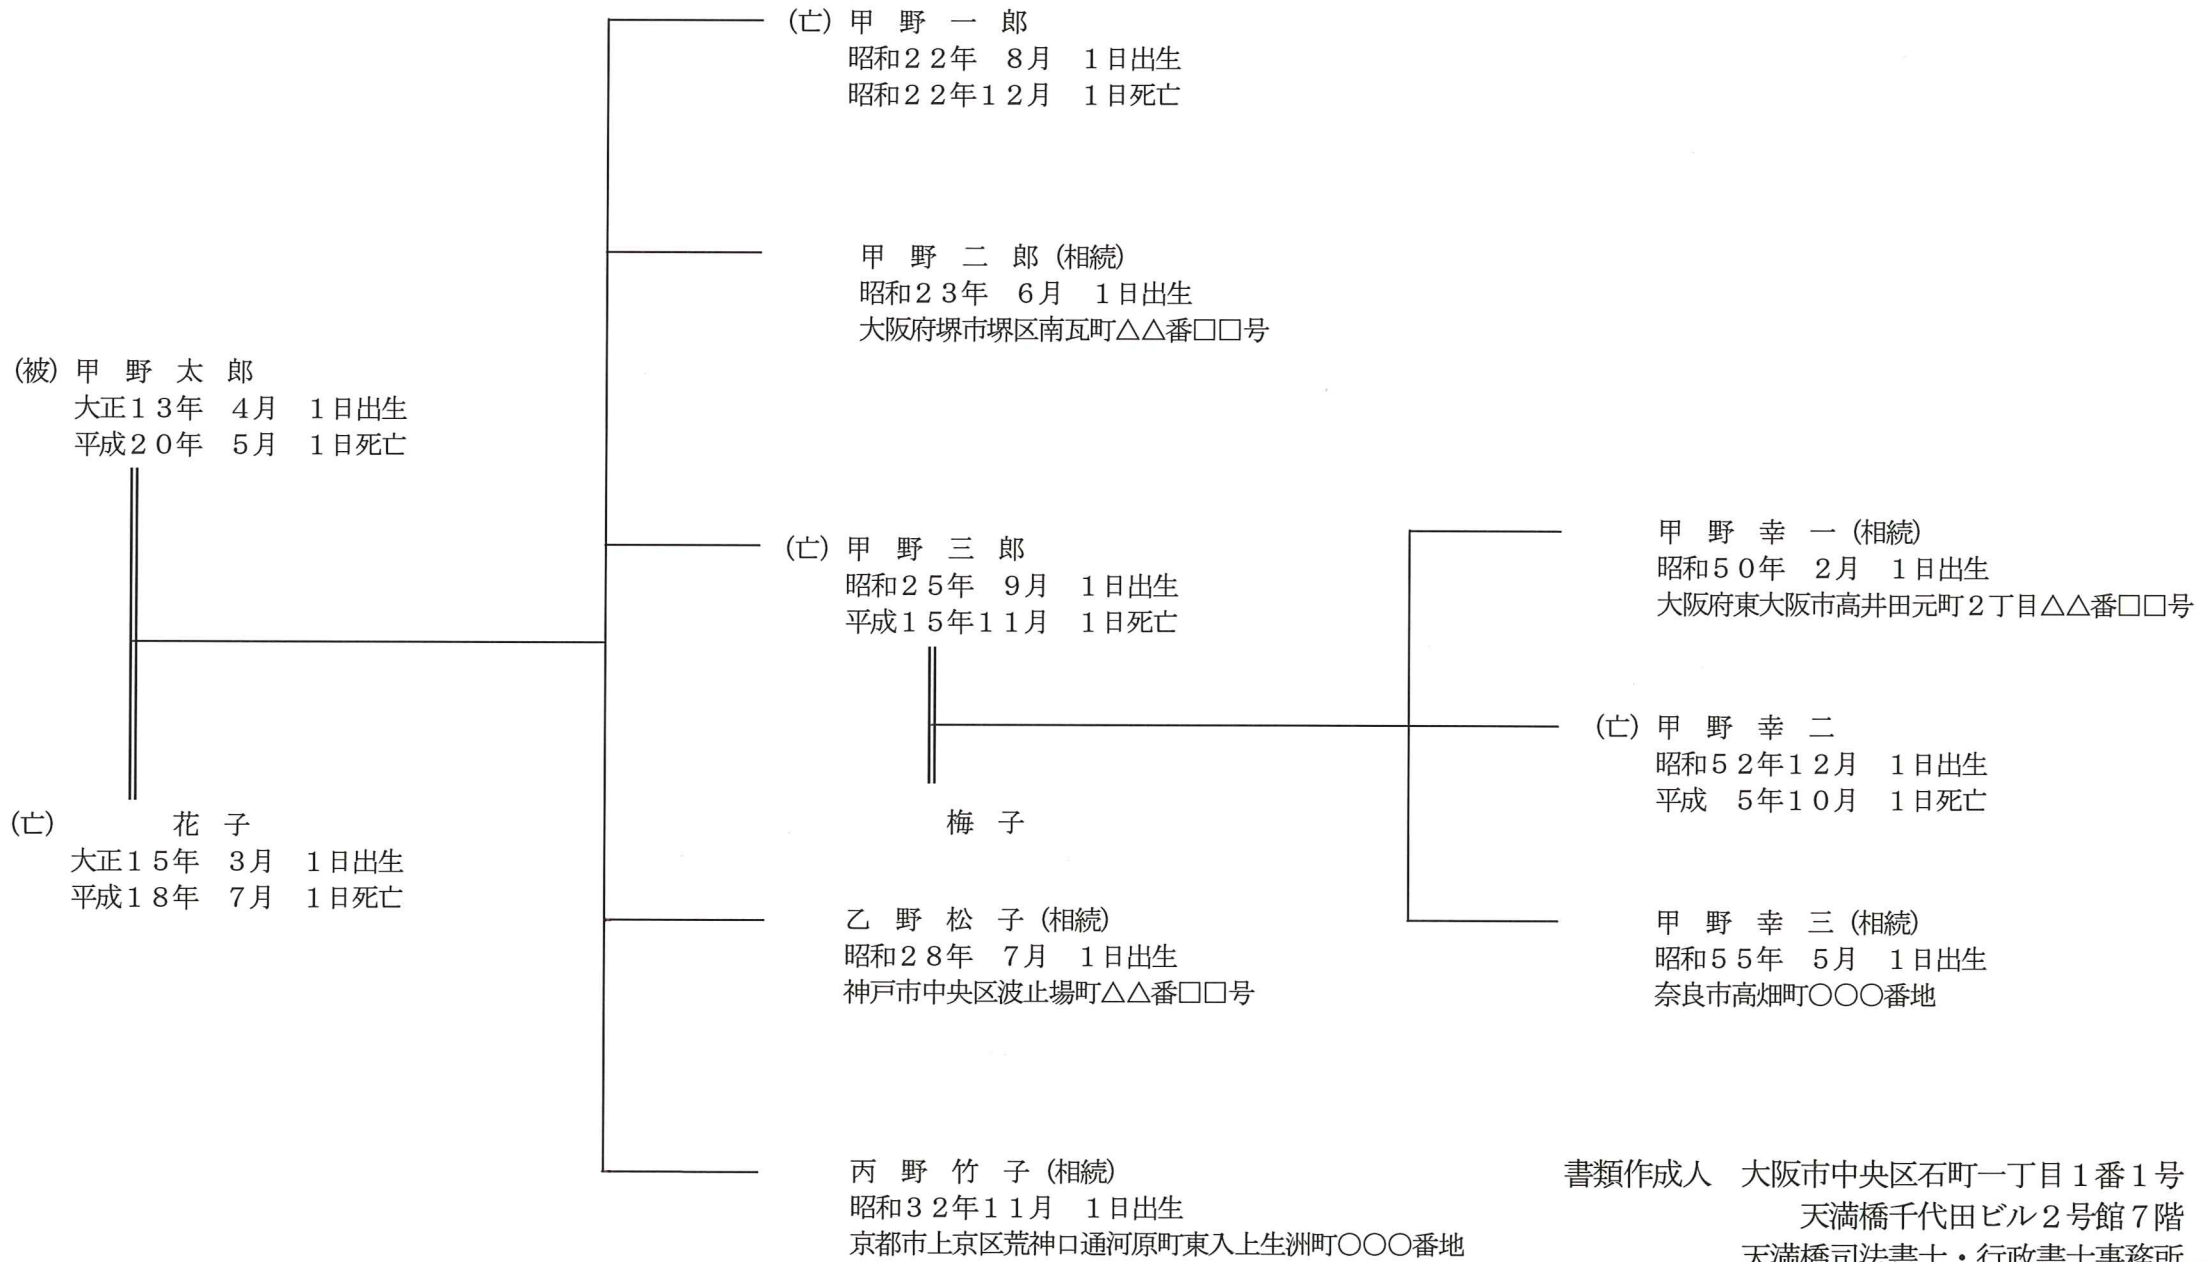 (被) 甲　野　太　郎
大正１３年　４月　１日出生
平成２０年　５月　１日死亡
(亡)　花　子
大正１５年　３月　１日出生
平成１８年　７月　１日死亡
(亡) 甲　野　一　郎
昭和２２年　８月　１日出生
昭和２２年１２月　１日死亡
甲　野　二　郎 (相続)
昭和２３年　６月　１日出生
大阪府堺市堺区南瓦町△△番□□号
(亡) 甲　野　三　郎
昭和２５年　９月　１日出生
平成１５年１１月　１日死亡
梅　子
乙　野　松　子 (相続)
昭和２８年　７月　１日出生
神戸市中央区波止場町△△番□□号
丙　野　竹　子 (相続)
昭和３２年１１月　１日出生
京都市上京区荒神口通河原町東入上生洲町○○○番地
甲　野　幸　一 (相続)
昭和５０年　２月　１日出生
大阪府東大阪市高井田元町２丁目△△番□□号
(亡) 甲　野　幸　二
昭和５２年１２月　１日出生
平成　５年１０月　１日死亡
甲　野　幸　三 (相続)
昭和５５年　５月　１日出生
奈良市高畑町○○○番地
書類作成人　大阪市中央区石町一丁目１番１号
天満橋千代田ビル２号館７階
天満橋司法書士・行政書士事務所